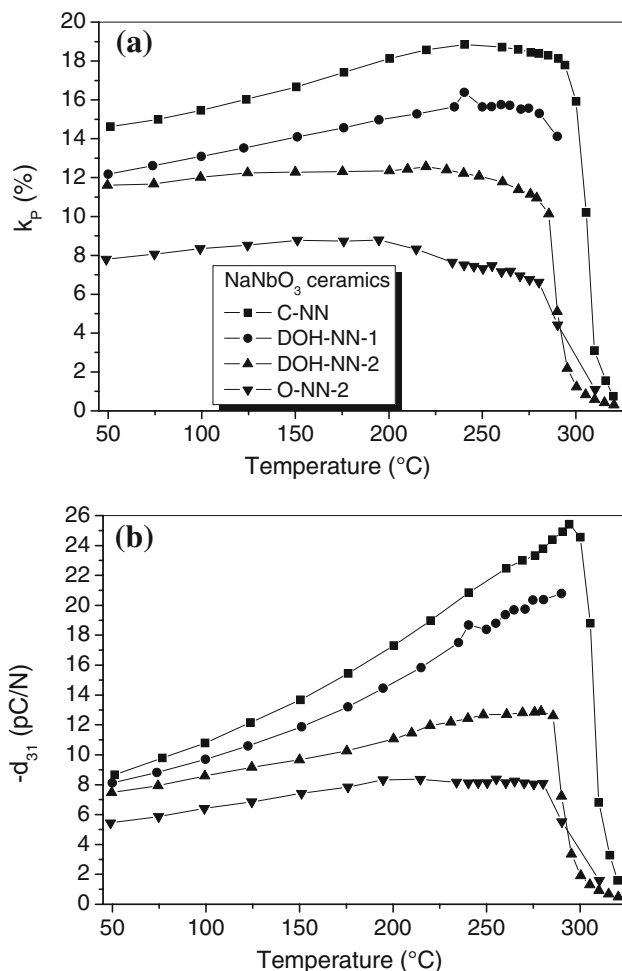 (a)
20
18
16
14
12
10
8
6
4
2
0
k_P (%)
NaNbO₃ ceramics
C-NN
DOH-NN-1
DOH-NN-2
O-NN-2
50 100 150 200 250 300
Temperature (°C)
(b)
26
24
22
20
18
16
14
12
10
8
6
4
2
0
-d₃₁ (pC/N)
50 100 150 200 250 300
Temperature (°C)